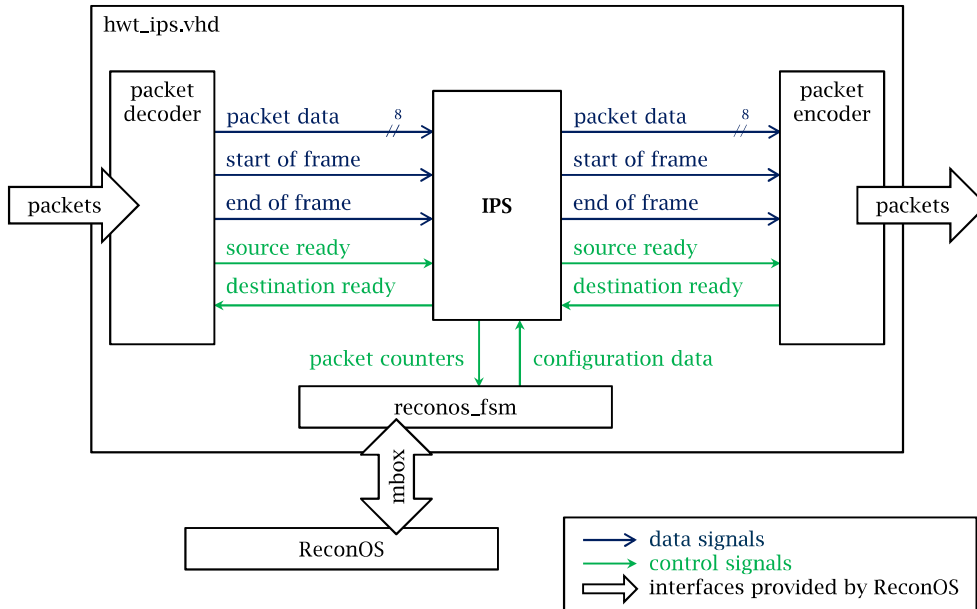 hwt_ips.vhd
packet
decoder
packet data
8
start of frame
end of frame
source ready
destination ready
IPS
packet data
8
start of frame
end of frame
source ready
destination ready
packet
encoder
packets
packets
packet counters
configuration data
reconos_fsm
mbox
ReconOS
data signals
control signals
interfaces provided by ReconOS